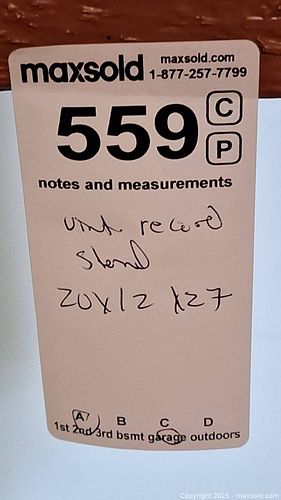 maxsold
maxsold.com
1-877-257-7799
559
C
P
notes and measurements
record
stand
20X12 X27
A B C D
1st 2nd 3rd bsmt garage outdoors
Copyright 2025 - maxsold.com